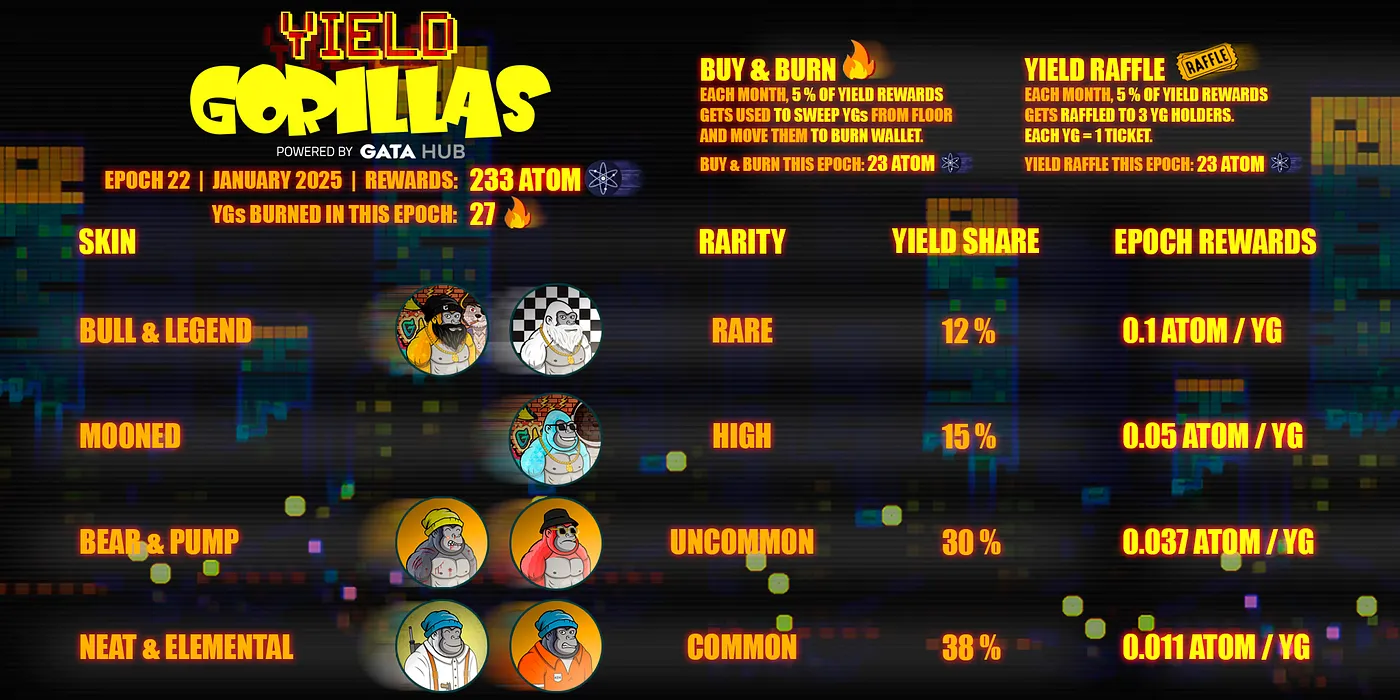 YIELD
GORILLAS
POWERED BY GATA HUB
EPOCH 22 | JANUARY 2025 | REWARDS: 233 ATOM
YGs BURNED IN THIS EPOCH: 27
BUY & BURN
EACH MONTH, 5 % OF YIELD REWARDS
GETS USED TO SWEEP YGs FROM FLOOR
AND MOVE THEM TO BURN WALLET.
BUY & BURN THIS EPOCH: 23 ATOM
YIELD RAFFLE RAFFLE
EACH MONTH, 5 % OF YIELD REWARDS
GETS RAFFLED TO 3 YG HOLDERS.
EACH YG = 1 TICKET.
YIELD RAFFLE THIS EPOCH: 23 ATOM
SKIN RARITY YIELD SHARE EPOCH REWARDS
BULL & LEGEND RARE 12 % 0.1 ATOM / YG
MOONED HIGH 15 % 0.05 ATOM / YG
BEAR & PUMP UNCOMMON 30 % 0.037 ATOM / YG
NEAT & ELEMENTAL COMMON 38 % 0.011 ATOM / YG